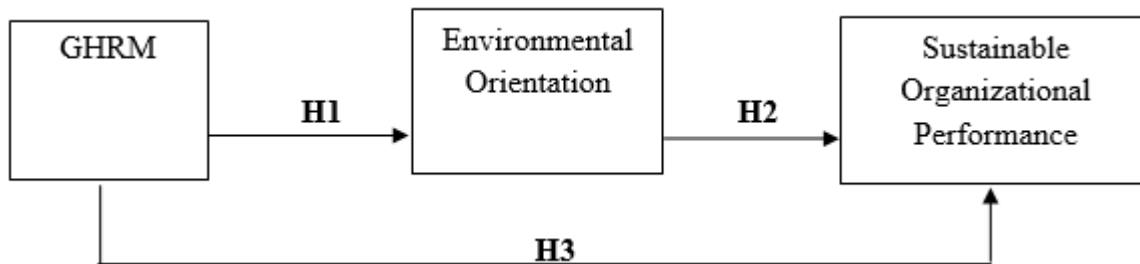 GHRM
H1
Environmental
Orientation
H2
Sustainable
Organizational
Performance
H3